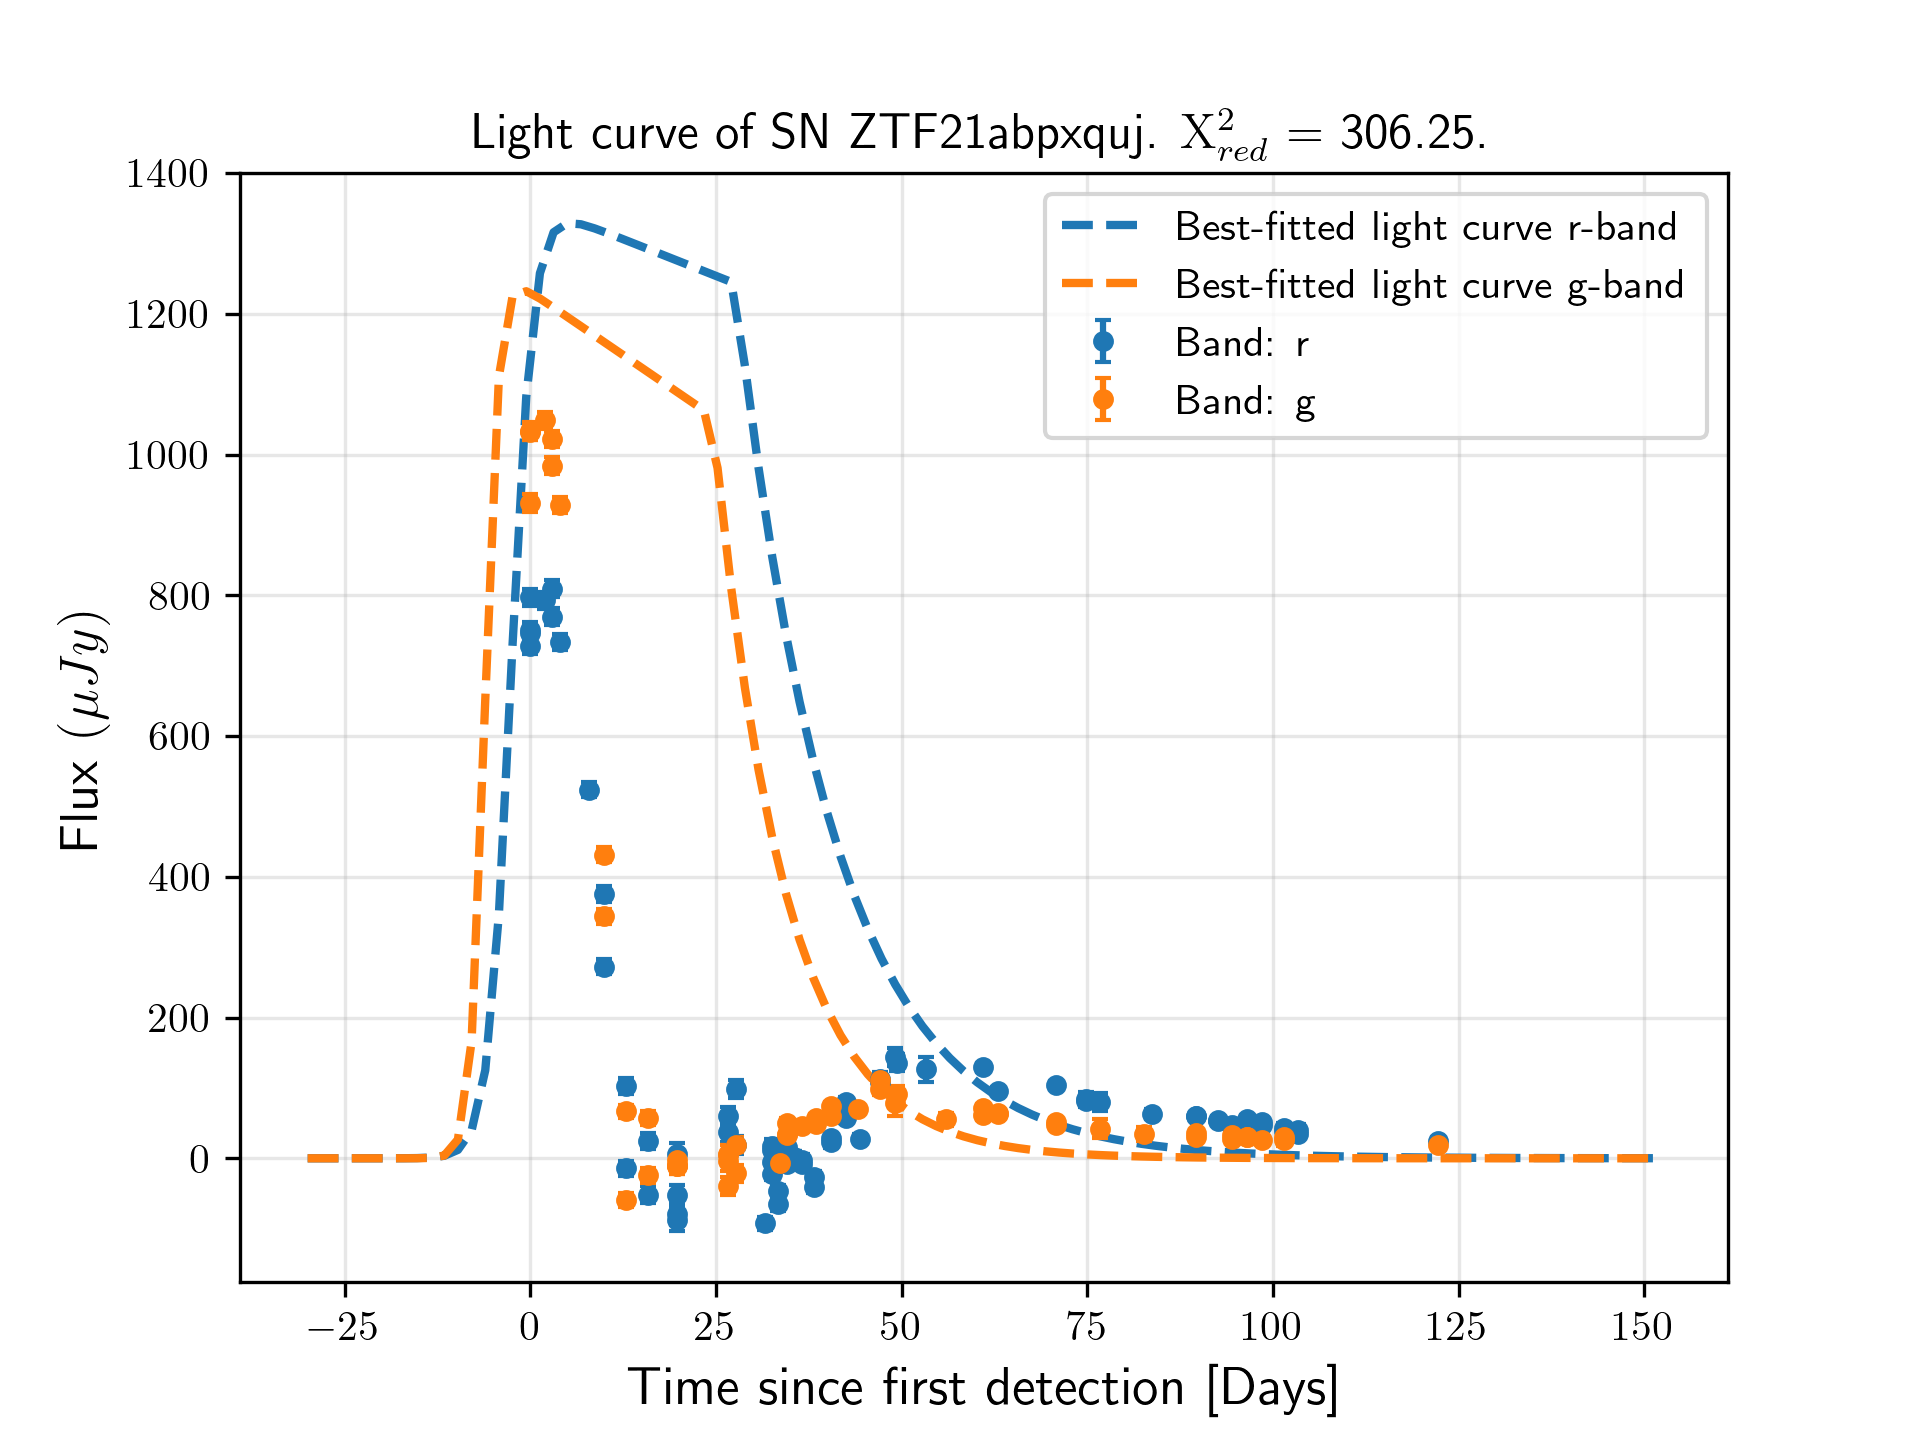 Light curve of SN ZTF21abpxquj. X²_red = 306.25.
1400
1200
1000
800
600
400
200
0
Flux (μJy)
Best-fitted light curve r-band
Best-fitted light curve g-band
Band: r
Band: g
−25 0 25 50 75 100 125 150
Time since first detection [Days]